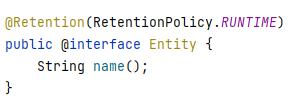 @Retention(RetentionPolicy.RUNTIME)
public @interface Entity {
    String name();
}